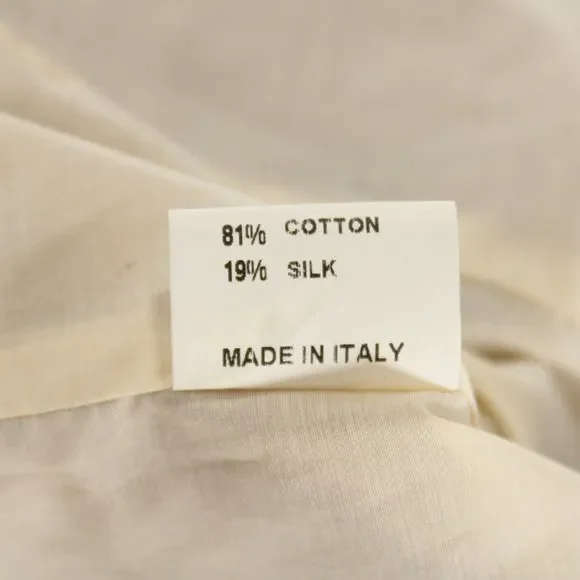 81% COTTON
19% SILK
MADE IN ITALY